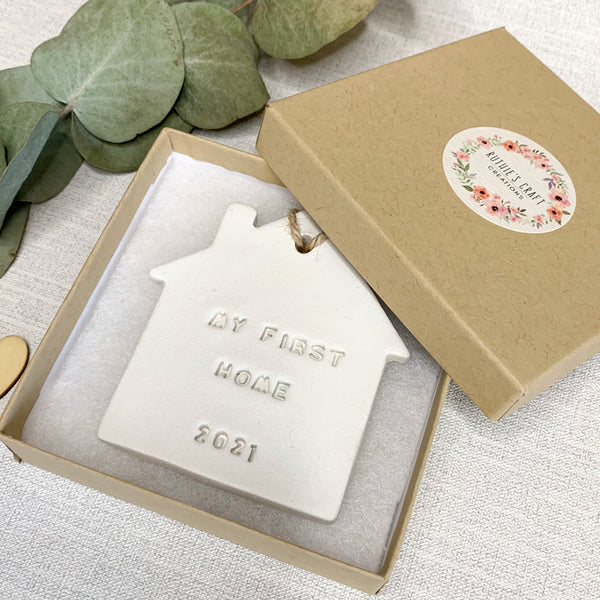 RUTHIE'S CRAFT
CREATIONS
MY FIRST
HOME
2021